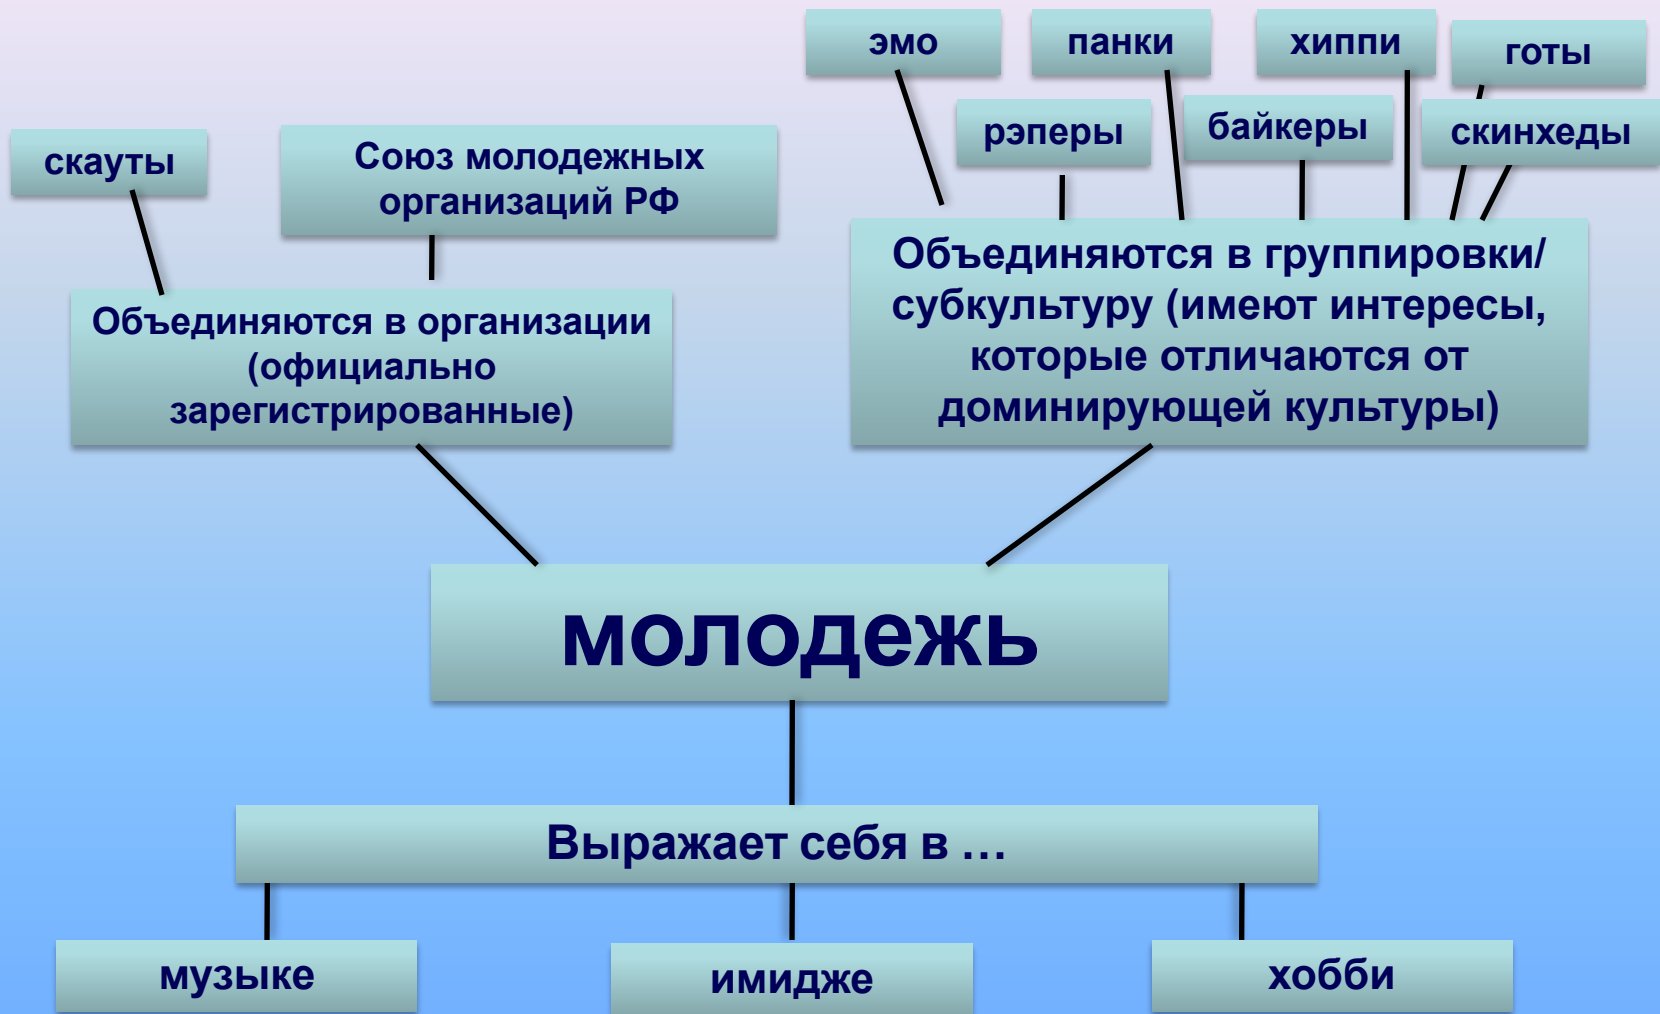 эмо
панки
хиппи
готы
рэперы
байкеры
скинхеды
скауты
Союз молодежных
организаций РФ
Объединяются в организации
(официально
зарегистрированные)
Объединяются в группировки/
субкультуру (имеют интересы,
которые отличаются от
доминирующей культуры)
молодежь
Выражает себя в …
музыке
имидже
хобби